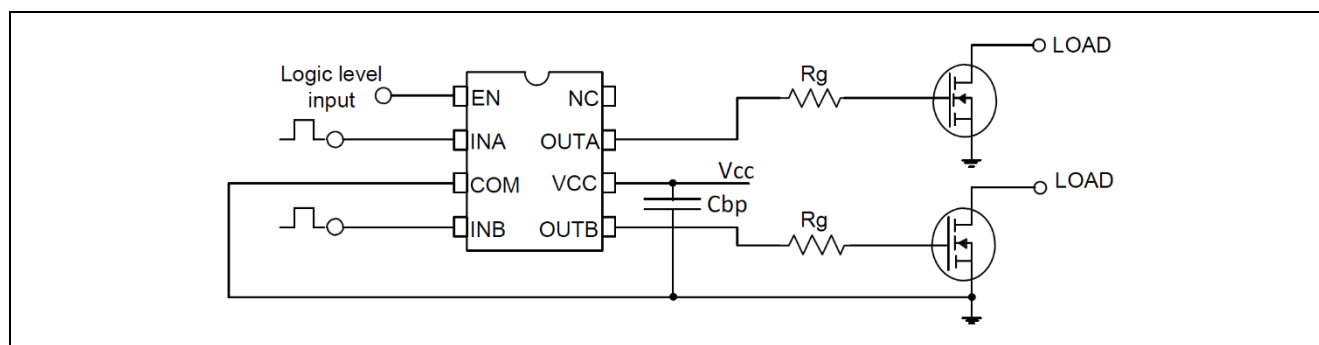 Logic level
input
EN
NC
INA
OUTA
COM
VCC
INB
OUTB
Rg
LOAD
Vcc
Cbp
Rg
LOAD